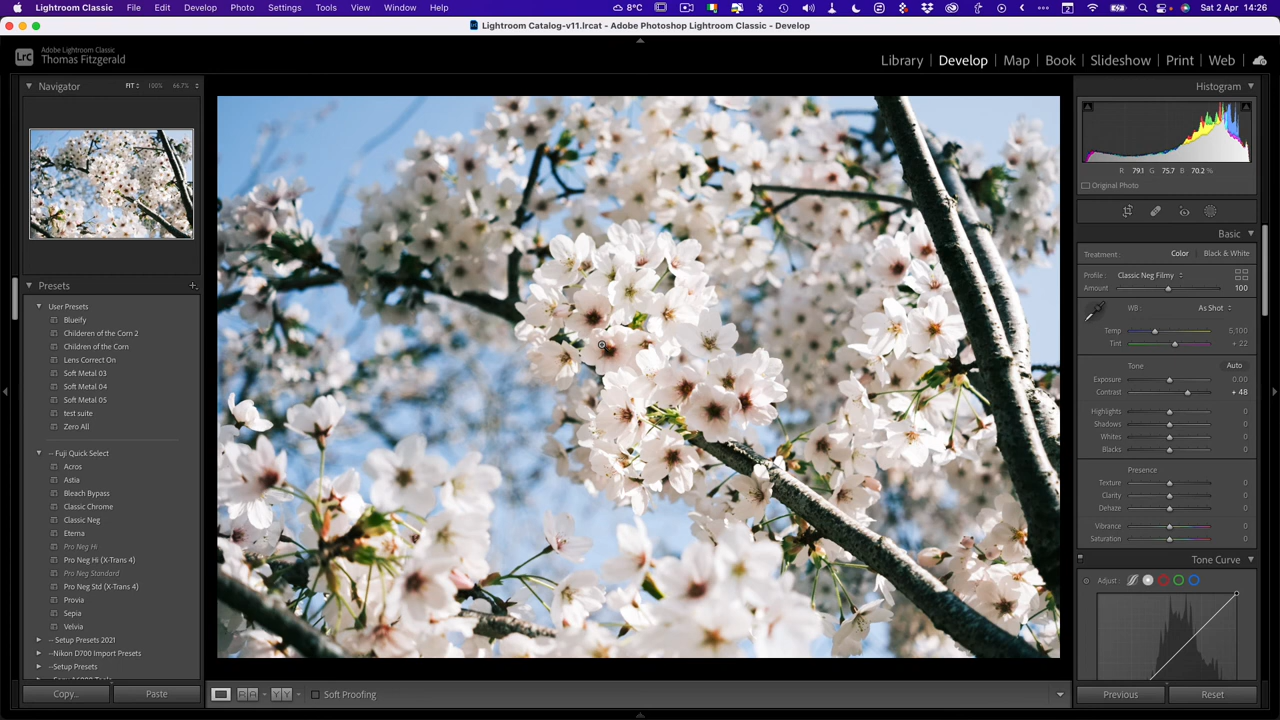 Lightroom Classic File Edit Develop Photo Settings Tools View Window Help 8°C Sat 2 Apr 14:26
Lightroom Catalog-v11.lrcat - Adobe Photoshop Lightroom Classic - Develop
Lrc Adobe Lightroom Classic
Thomas Fitzgerald
Library | Develop | Map | Book | Slideshow | Print | Web
Navigator FIT 100% 66.7%
Presets +
User Presets
Blueify
Childeren of the Corn 2
Children of the Corn
Lens Correct On
Soft Metal 03
Soft Metal 04
Soft Metal 05
test suite
Zero All
-- Fuji Quick Select
Acros
Astia
Bleach Bypass
Classic Chrome
Classic Neg
Eterna
Pro Neg Hi
Pro Neg Hi (X-Trans 4)
Pro Neg Standard
Pro Neg Std (X-Trans 4)
Provia
Sepia
Velvia
-- Setup Presets 2021
--Nikon D700 Import Presets
--Setup Presets
Copy... Paste
Soft Proofing
Histogram
R 79.1 G 75.7 B 70.2 %
Original Photo
Basic
Treatment: Color Black & White
Profile: Classic Neg Filmy
Amount 100
WB: As Shot
Temp 5,100
Tint + 22
Tone Auto
Exposure 0.00
Contrast + 48
Highlights 0
Shadows 0
Whites 0
Blacks 0
Presence
Texture 0
Clarity 0
Dehaze 0
Vibrance 0
Saturation 0
Tone Curve
Adjust:
Previous Reset